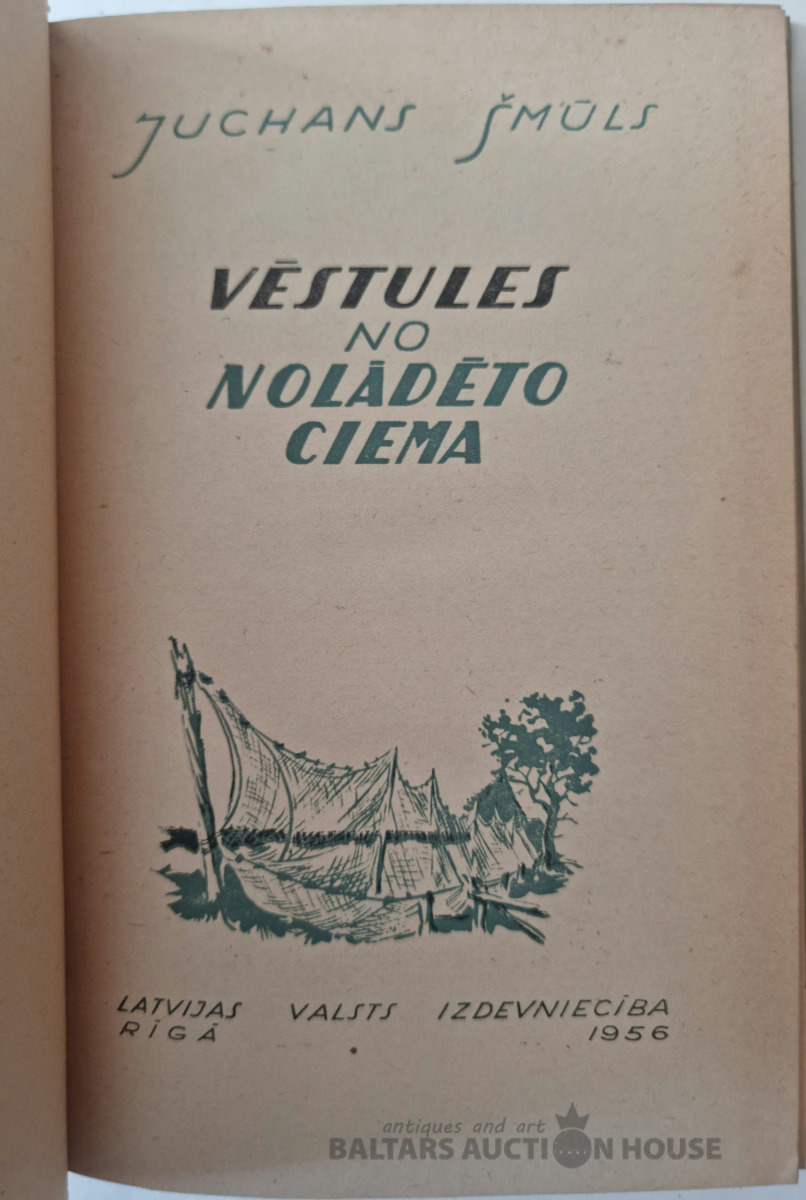 JUCHANS ŠMŪLS
VĒSTULES
NO
NOLĀDĒTO
CIEMA
LATVIJAS VALSTS IZDEVNIECĪBA
RĪGĀ 1956
antiques and art
BALTARS AUCTION HOUSE